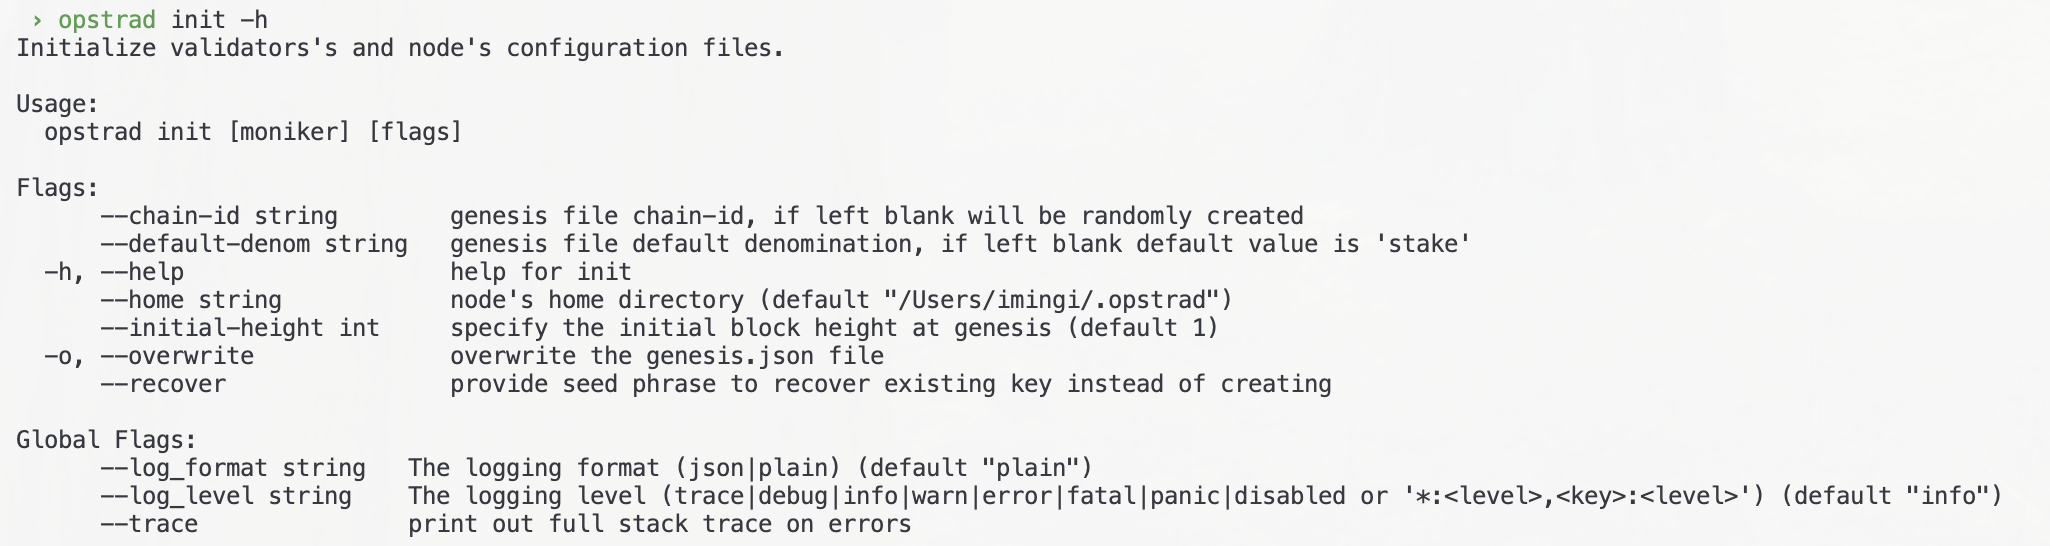 › opstrad init -h
Initialize validators's and node's configuration files.

Usage:
  opstrad init [moniker] [flags]

Flags:
      --chain-id string        genesis file chain-id, if left blank will be randomly created
      --default-denom string   genesis file default denomination, if left blank default value is 'stake'
  -h, --help                   help for init
      --home string            node's home directory (default "/Users/imingi/.opstrad")
      --initial-height int     specify the initial block height at genesis (default 1)
  -o, --overwrite              overwrite the genesis.json file
      --recover                provide seed phrase to recover existing key instead of creating

Global Flags:
      --log_format string   The logging format (json|plain) (default "plain")
      --log_level string    The logging level (trace|debug|info|warn|error|fatal|panic|disabled or '*:<level>,<key>:<level>') (default "info")
      --trace               print out full stack trace on errors